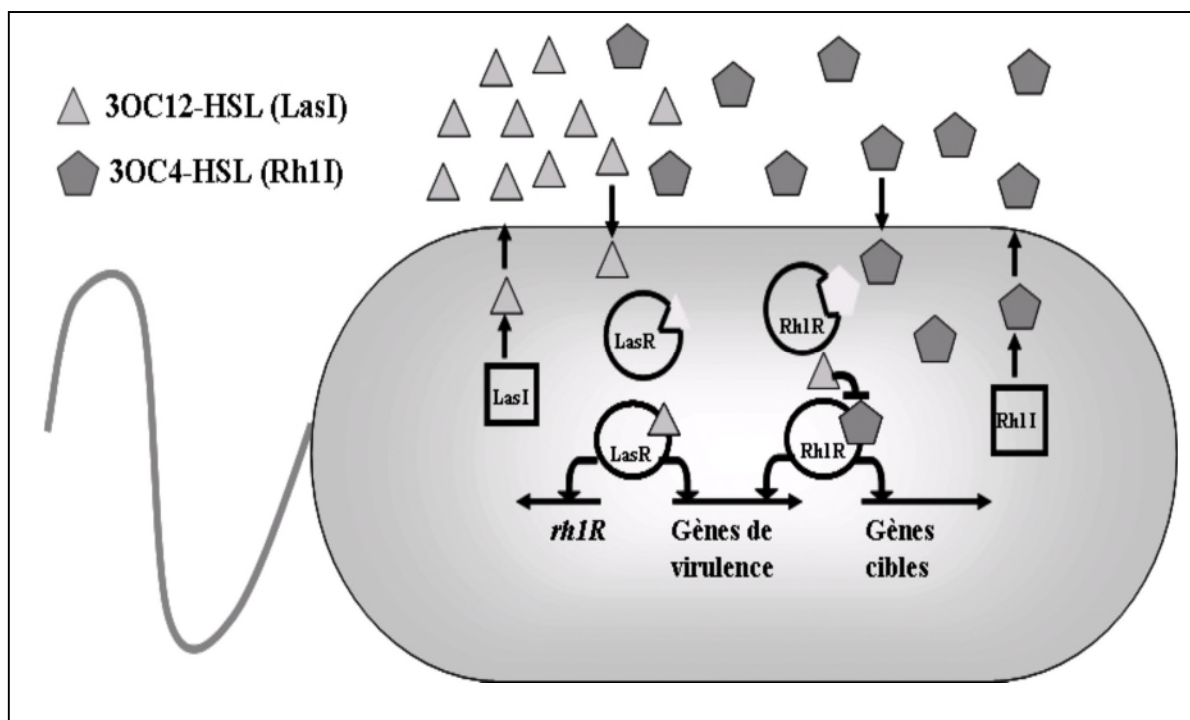 3OC12-HSL (LasI)
3OC4-HSL (Rh1I)
LasR
Rh1R
LasI
Rh1I
LasR
Rh1R
rh1R
Gènes de
virulence
Gènes
cibles